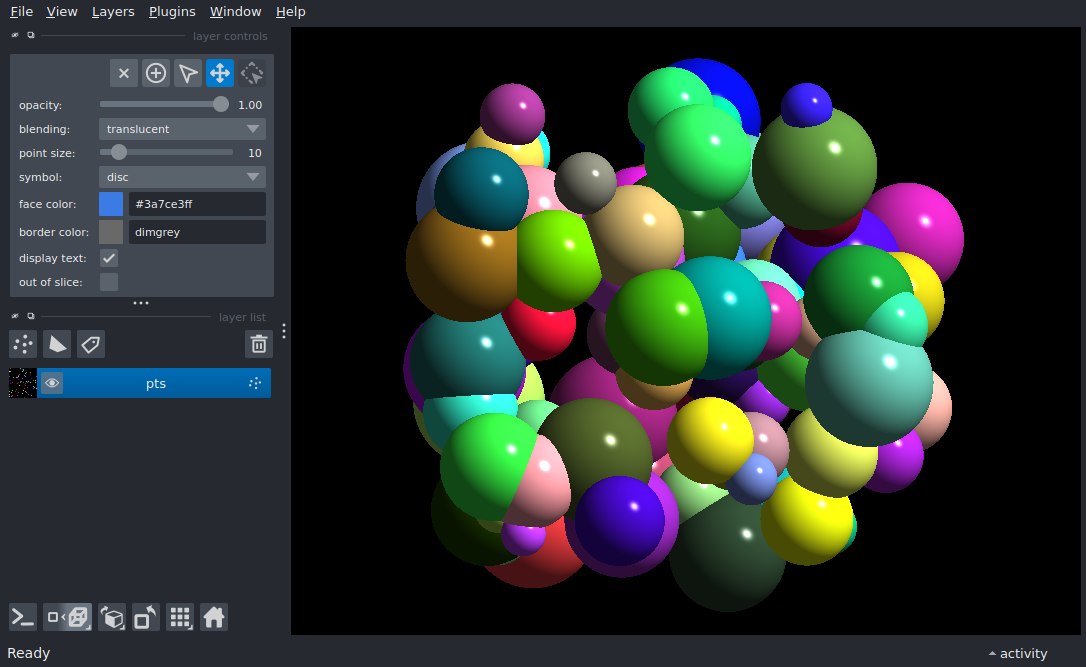 File View Layers Plugins Window Help
layer controls
opacity: 1.00
blending: translucent
point size: 10
symbol: disc
face color: #3a7ce3ff
border color: dimgrey
display text:
out of slice:
layer list
pts
Ready activity